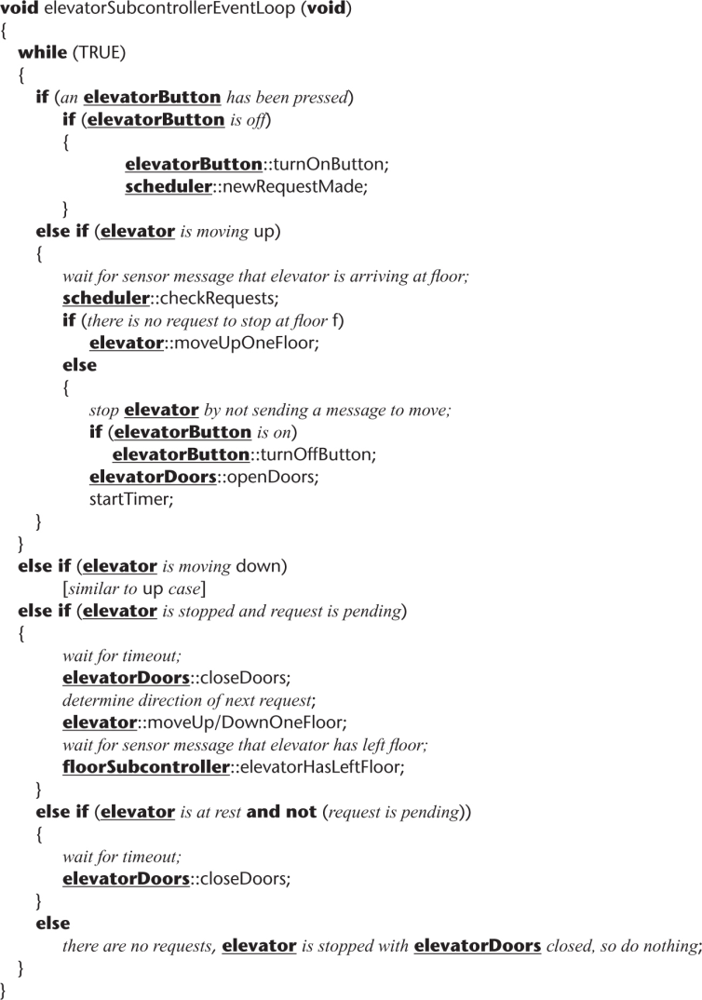 void elevatorSubcontrollerEventLoop (void)
{
while (TRUE)
{
if (an elevatorButton has been pressed)
if (elevatorButton is off)
{
elevatorButton::turnOnButton;
scheduler::newRequestMade;
}
else if (elevator is moving up)
{
wait for sensor message that elevator is arriving at floor;
scheduler::checkRequests;
if (there is no request to stop at floor f)
elevator::moveUpOneFloor;
else
{
stop elevator by not sending a message to move;
if (elevatorButton is on)
elevatorButton::turnOffButton;
elevatorDoors::openDoors;
startTimer;
}
}
else if (elevator is moving down)
[similar to up case]
else if (elevator is stopped and request is pending)
{
wait for timeout;
elevatorDoors::closeDoors;
determine direction of next request;
elevator::moveUp/DownOneFloor;
wait for sensor message that elevator has left floor;
floorSubcontroller::elevatorHasLeftFloor;
}
else if (elevator is at rest and not (request is pending))
{
wait for timeout;
elevatorDoors::closeDoors;
}
else
there are no requests, elevator is stopped with elevatorDoors closed, so do nothing;
}
}